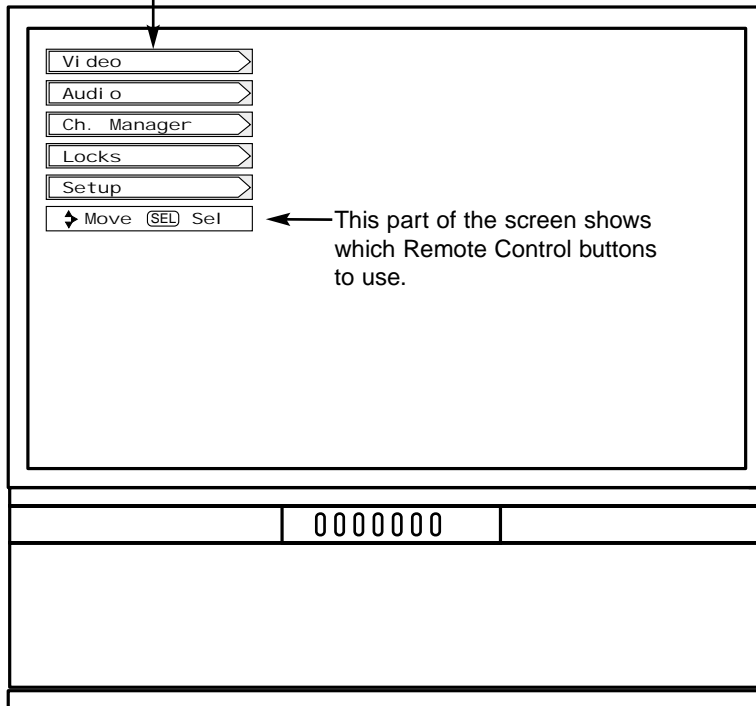 Video
Audio
Ch. Manager
Locks
Setup
Move SEL Sel
This part of the screen shows
which Remote Control buttons
to use.